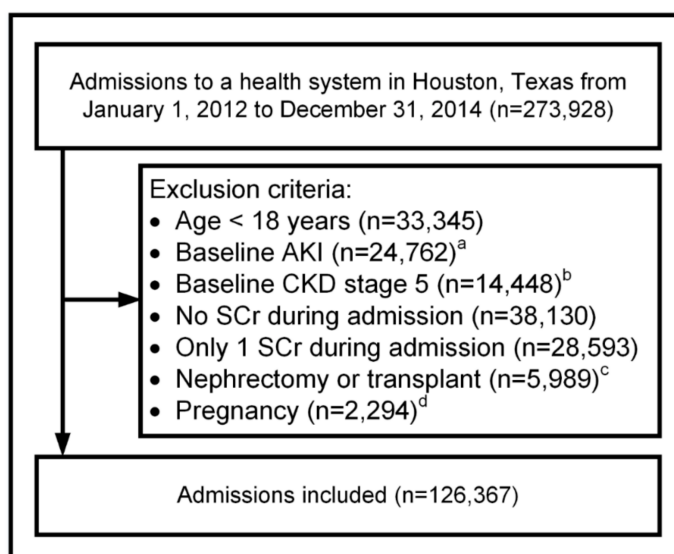 Admissions to a health system in Houston, Texas from
January 1, 2012 to December 31, 2014 (n=273,928)
Exclusion criteria:
• Age < 18 years (n=33,345)
• Baseline AKI (n=24,762)a
• Baseline CKD stage 5 (n=14,448)b
• No SCr during admission (n=38,130)
• Only 1 SCr during admission (n=28,593)
• Nephrectomy or transplant (n=5,989)c
• Pregnancy (n=2,294)d
Admissions included (n=126,367)